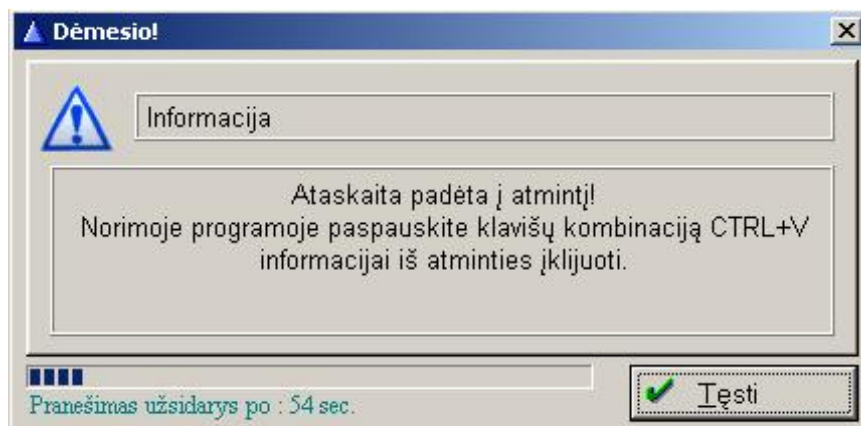 Dėmesio!
Informacija
Ataskaita padėta į atmintį!
Norimoje programoje paspauskite klavišų kombinaciją CTRL+V
informacijai iš atminties įklijuoti.
Pranešimas užsidarys po : 54 sec.
Tęsti